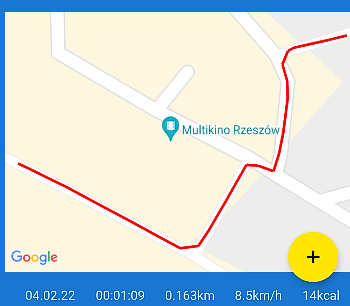 Multikino Rzeszów
Google
+
04.02.22 00:01:09 0.163km 8.5km/h 14kcal